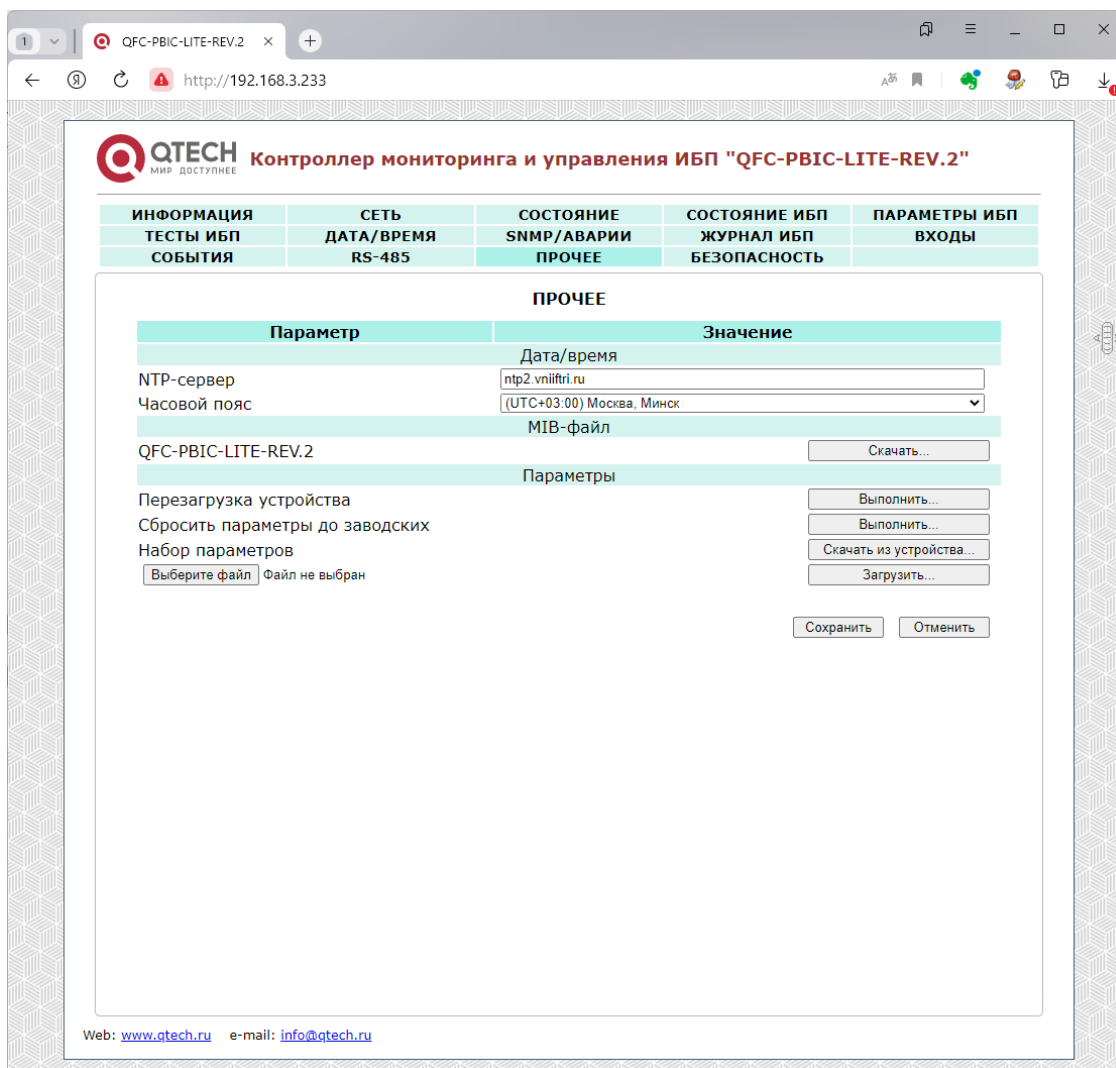 1
QFC-PBIC-LITE-REV.2
http://192.168.3.233
QTECH
МИР ДОСТУПНЕЕ
Контроллер мониторинга и управления ИБП "QFC-PBIC-LITE-REV.2"
ИНФОРМАЦИЯ СЕТЬ СОСТОЯНИЕ СОСТОЯНИЕ ИБП ПАРАМЕТРЫ ИБП
ТЕСТЫ ИБП ДАТА/ВРЕМЯ SNMP/АВАРИИ ЖУРНАЛ ИБП ВХОДЫ
СОБЫТИЯ RS-485 ПРОЧЕЕ БЕЗОПАСНОСТЬ
ПРОЧЕЕ
Параметр Значение
Дата/время
NTP-сервер ntp2.vniiftri.ru
Часовой пояс (UTC+03:00) Москва, Минск
MIB-файл
QFC-PBIC-LITE-REV.2 Скачать...
Параметры
Перезагрузка устройства Выполнить...
Сбросить параметры до заводских Выполнить...
Набор параметров Скачать из устройства...
Выберите файл Файл не выбран Загрузить...
Сохранить Отменить
Web: www.qtech.ru e-mail: info@qtech.ru